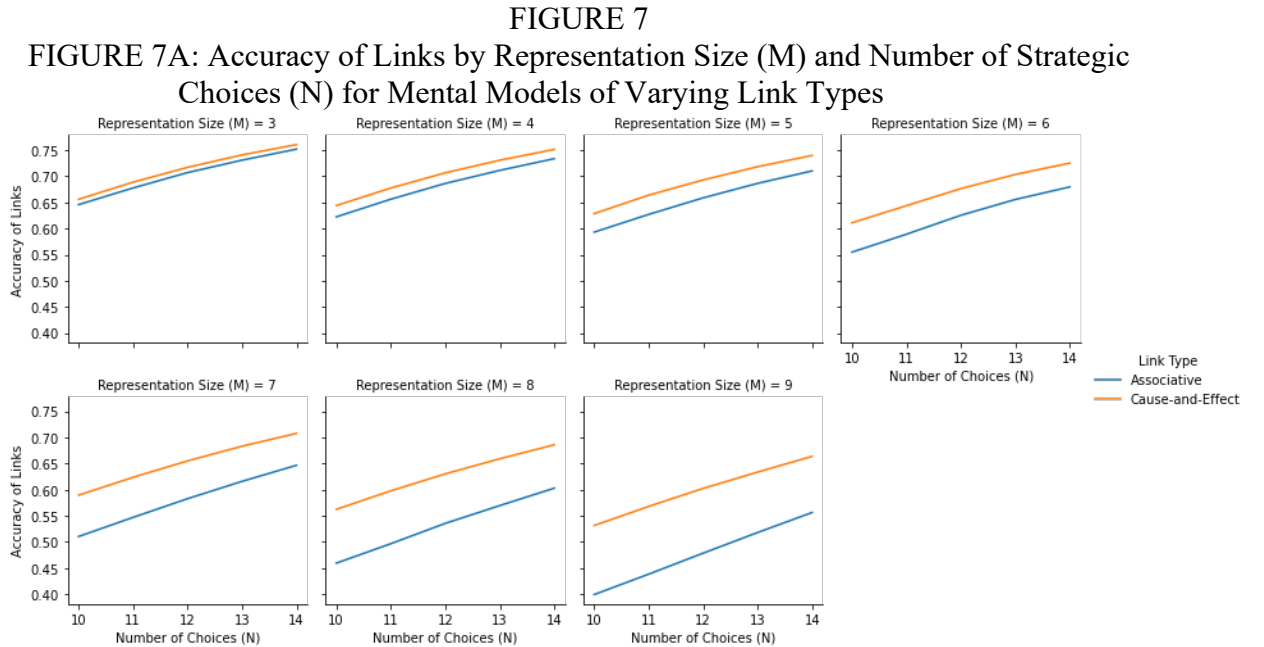 FIGURE 7
FIGURE 7A: Accuracy of Links by Representation Size (M) and Number of Strategic
Choices (N) for Mental Models of Varying Link Types
Representation Size (M) = 3
Representation Size (M) = 4
Representation Size (M) = 5
Representation Size (M) = 6
0.75
0.70
0.65
0.60
0.55
0.50
0.45
0.40
Accuracy of Links
10 11 12 13 14
Number of Choices (N)
Link Type
Associative
Cause-and-Effect
Representation Size (M) = 7
Representation Size (M) = 8
Representation Size (M) = 9
0.75
0.70
0.65
0.60
0.55
0.50
0.45
0.40
Accuracy of Links
10 11 12 13 14
10 11 12 13 14
10 11 12 13 14
Number of Choices (N)
Number of Choices (N)
Number of Choices (N)